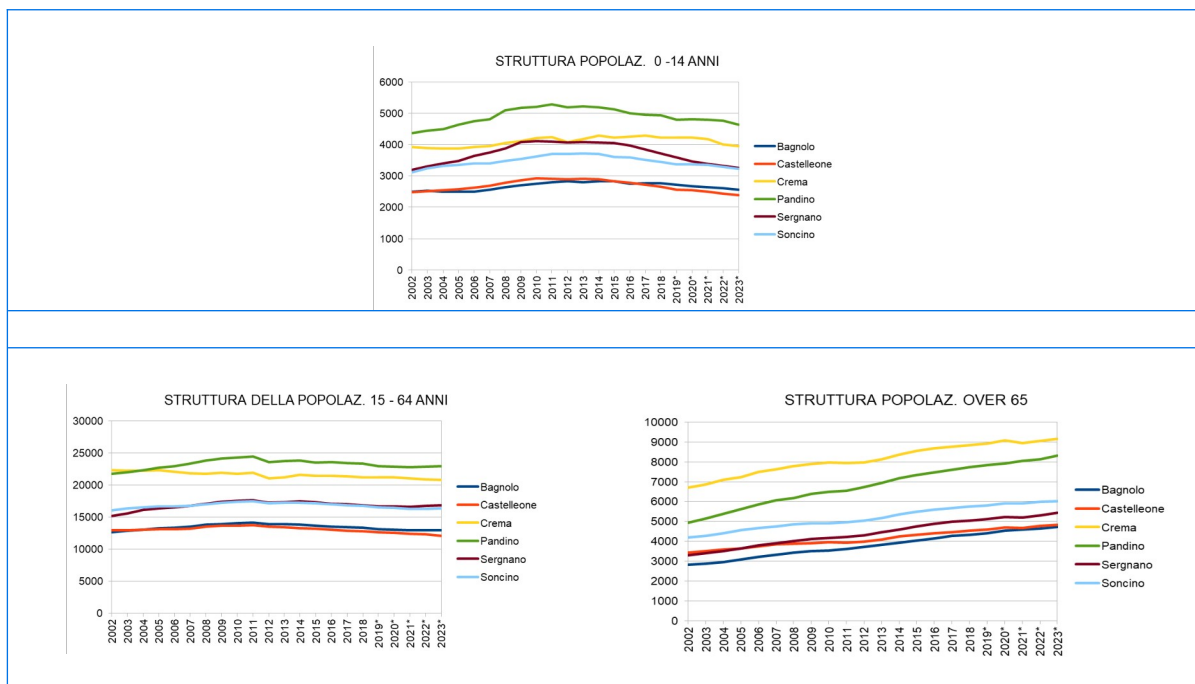 STRUTTURA POPOLAZ. 0 -14 ANNI
6000
5000
4000
3000
2000
1000
0
2002 2003 2004 2005 2006 2007 2008 2009 2010 2011 2012 2013 2014 2015 2016 2017 2018 2019* 2020* 2021* 2022* 2023*
Bagnolo
Castelleone
Crema
Pandino
Sergnano
Soncino
STRUTTURA DELLA POPOLAZ. 15 - 64 ANNI
30000
25000
20000
15000
10000
5000
0
2002 2003 2004 2005 2006 2007 2008 2009 2010 2011 2012 2013 2014 2015 2016 2017 2018 2019* 2020* 2021* 2022* 2023*
Bagnolo
Castelleone
Crema
Pandino
Sergnano
Soncino
STRUTTURA POPOLAZ. OVER 65
10000
9000
8000
7000
6000
5000
4000
3000
2000
1000
0
2002 2003 2004 2005 2006 2007 2008 2009 2010 2011 2012 2013 2014 2015 2016 2017 2018 2019* 2020* 2021* 2022* 2023*
Bagnolo
Castelleone
Crema
Pandino
Sergnano
Soncino